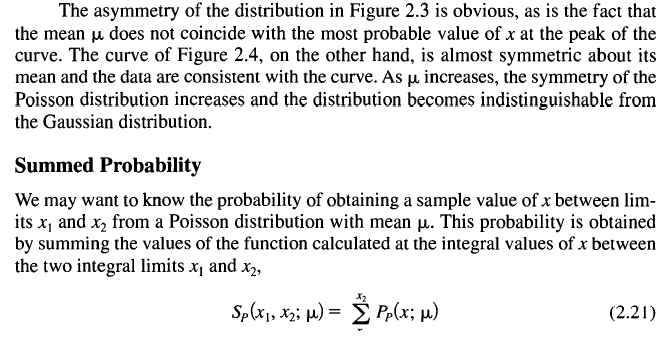 The asymmetry of the distribution in Figure 2.3 is obvious, as is the fact that
the mean μ does not coincide with the most probable value of x at the peak of the
curve. The curve of Figure 2.4, on the other hand, is almost symmetric about its
mean and the data are consistent with the curve. As μ increases, the symmetry of the
Poisson distribution increases and the distribution becomes indistinguishable from
the Gaussian distribution.
Summed Probability
We may want to know the probability of obtaining a sample value of x between lim-
its x₁ and x₂ from a Poisson distribution with mean μ. This probability is obtained
by summing the values of the function calculated at the integral values of x between
the two integral limits x₁ and x₂,
S_P(x₁, x₂; μ) = Σ^{x₂} P_P(x; μ) (2.21)